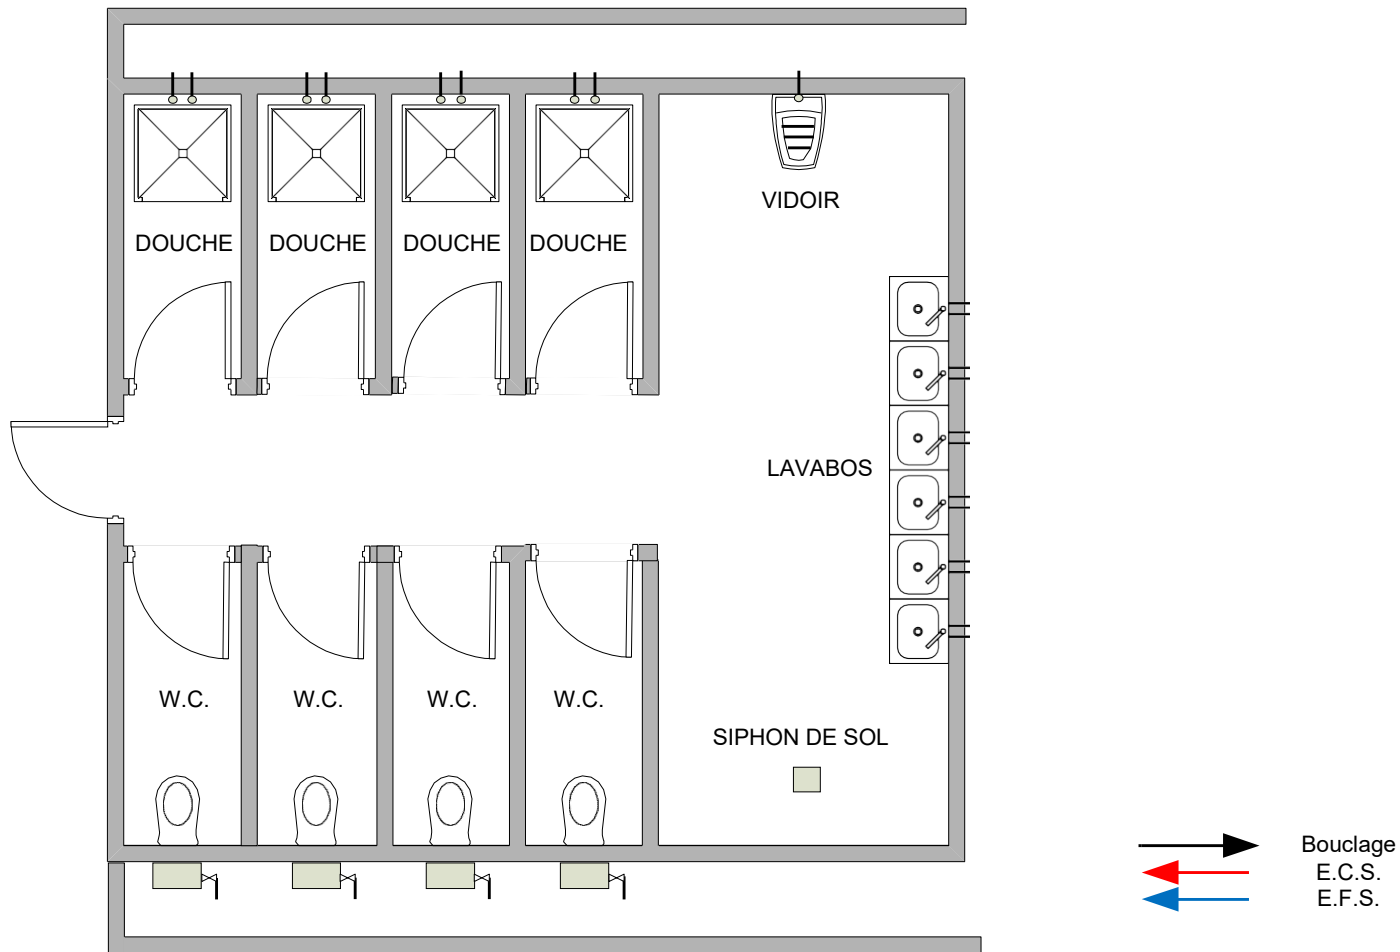 VIDOIR
DOUCHE DOUCHE DOUCHE DOUCHE
LAVABOS
W.C. W.C. W.C. W.C.
SIPHON DE SOL
Bouclage
E.C.S.
E.F.S.